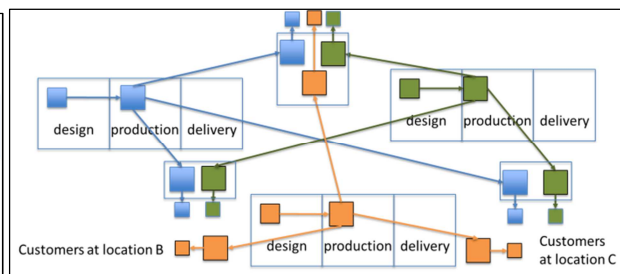 design production delivery
design production delivery
design production delivery
Customers at location B
Customers
at location C